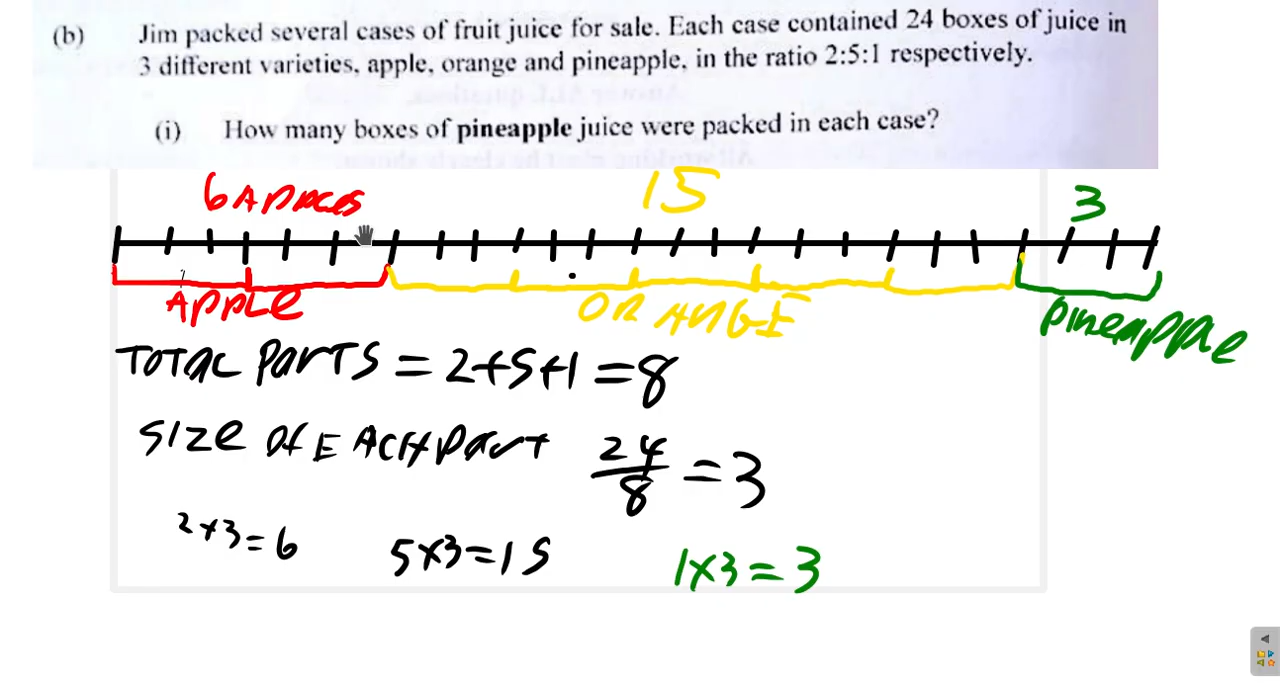 (b) Jim packed several cases of fruit juice for sale. Each case contained 24 boxes of juice in
3 different varieties, apple, orange and pineapple, in the ratio 2:5:1 respectively.
(i) How many boxes of pineapple juice were packed in each case?
6 APPLES 15 3
APPLE ORANGE Pineapple
TOTAL PARTS = 2+5+1 = 8
SIZE OF EACH PART 24/8 = 3
2×3=6 5×3=15 1×3=3